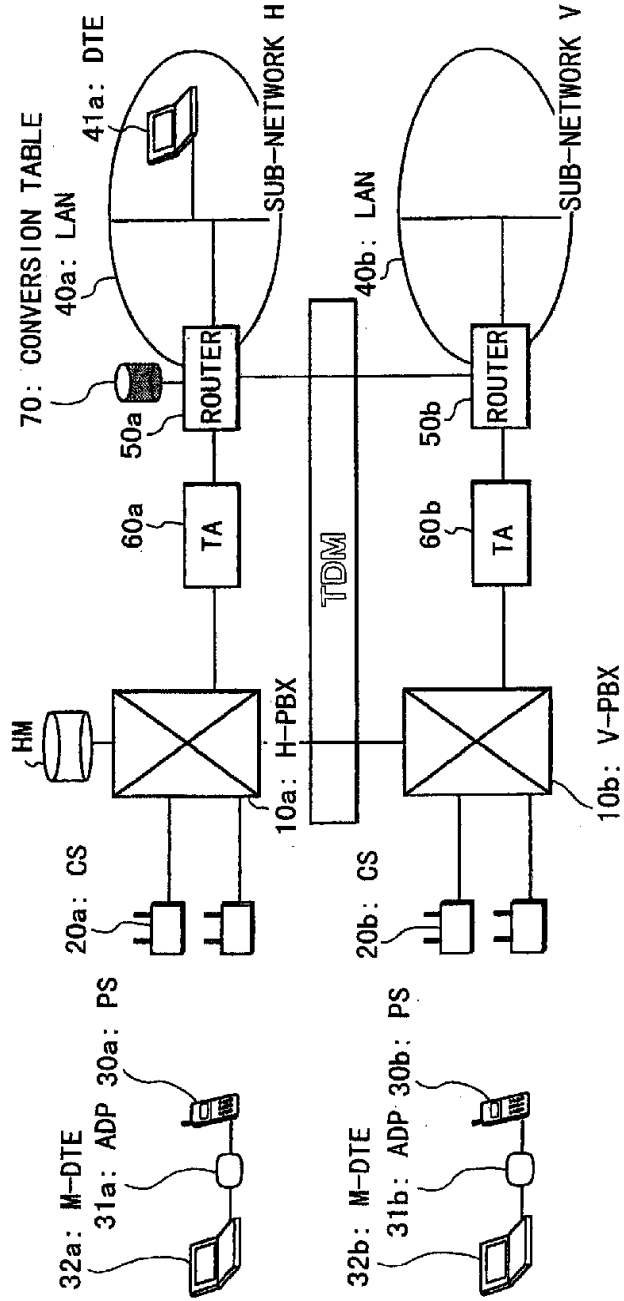 70: CONVERSION TABLE
40a: LAN
41a: DTE
HM
60a
50a
TA
ROUTER
SUB-NETWORK H
20a: CS
10a: H-PBX
32a: M-DTE
31a: ADP
30a: PS
TDM
40b: LAN
60b
50b
TA
ROUTER
SUB-NETWORK V
20b: CS
10b: V-PBX
32b: M-DTE
31b: ADP
30b: PS